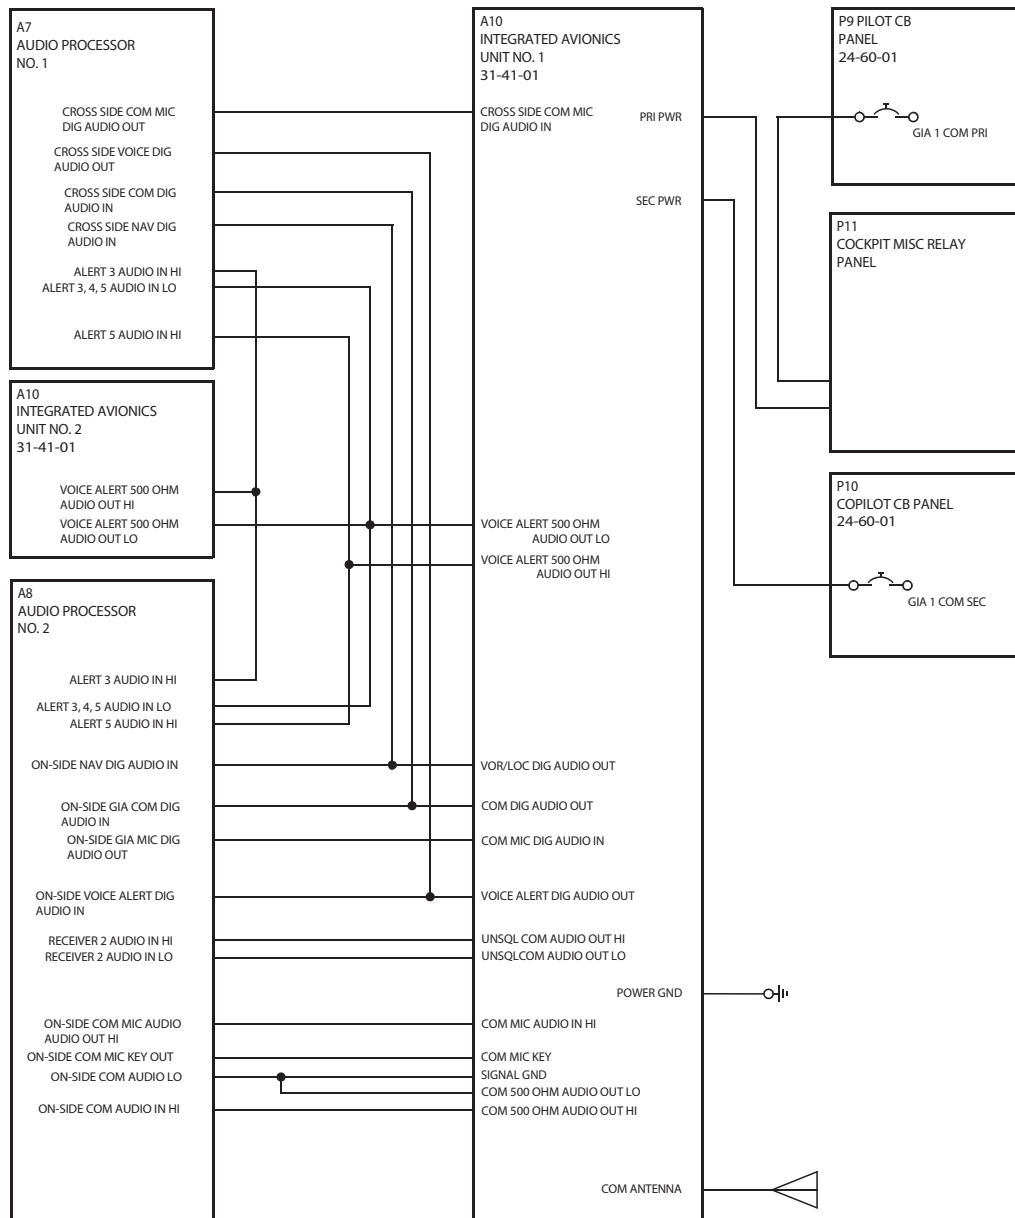 A7
AUDIO PROCESSOR
NO. 1
CROSS SIDE COM MIC
DIG AUDIO OUT
CROSS SIDE VOICE DIG
AUDIO OUT
CROSS SIDE COM DIG
AUDIO IN
CROSS SIDE NAV DIG
AUDIO IN
ALERT 3 AUDIO IN HI
ALERT 3, 4, 5 AUDIO IN LO
ALERT 5 AUDIO IN HI
A10
INTEGRATED AVIONICS
UNIT NO. 2
31-41-01
VOICE ALERT 500 OHM
AUDIO OUT HI
VOICE ALERT 500 OHM
AUDIO OUT LO
A8
AUDIO PROCESSOR
NO. 2
ALERT 3 AUDIO IN HI
ALERT 3, 4, 5 AUDIO IN LO
ALERT 5 AUDIO IN HI
ON-SIDE NAV DIG AUDIO IN
ON-SIDE GIA COM DIG
AUDIO IN
ON-SIDE GIA MIC DIG
AUDIO OUT
ON-SIDE VOICE ALERT DIG
AUDIO IN
RECEIVER 2 AUDIO IN HI
RECEIVER 2 AUDIO IN LO
ON-SIDE COM MIC AUDIO
AUDIO OUT HI
ON-SIDE COM MIC KEY OUT
ON-SIDE COM AUDIO LO
ON-SIDE COM AUDIO IN HI
A10
INTEGRATED AVIONICS
UNIT NO. 1
31-41-01
CROSS SIDE COM MIC
DIG AUDIO IN
PRI PWR
SEC PWR
VOICE ALERT 500 OHM
AUDIO OUT LO
VOICE ALERT 500 OHM
AUDIO OUT HI
VOR/LOC DIG AUDIO OUT
COM DIG AUDIO OUT
COM MIC DIG AUDIO IN
VOICE ALERT DIG AUDIO OUT
UNSQL COM AUDIO OUT HI
UNSQLCOM AUDIO OUT LO
POWER GND
COM MIC AUDIO IN HI
COM MIC KEY
SIGNAL GND
COM 500 OHM AUDIO OUT LO
COM 500 OHM AUDIO OUT HI
COM ANTENNA
P9 PILOT CB
PANEL
24-60-01
GIA 1 COM PRI
P11
COCKPIT MISC RELAY
PANEL
P10
COPILOT CB PANEL
24-60-01
GIA 1 COM SEC